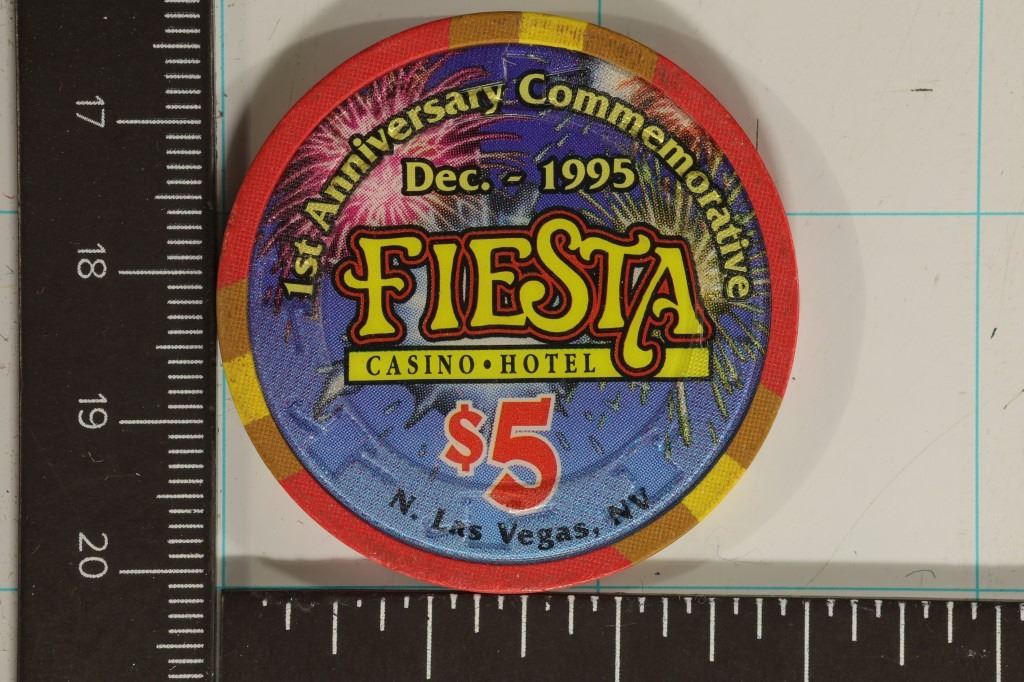 1st Anniversary Commemorative
Dec. - 1995
FIESTA
CASINO • HOTEL
$5
N. Las Vegas, NV
17
18
19
20